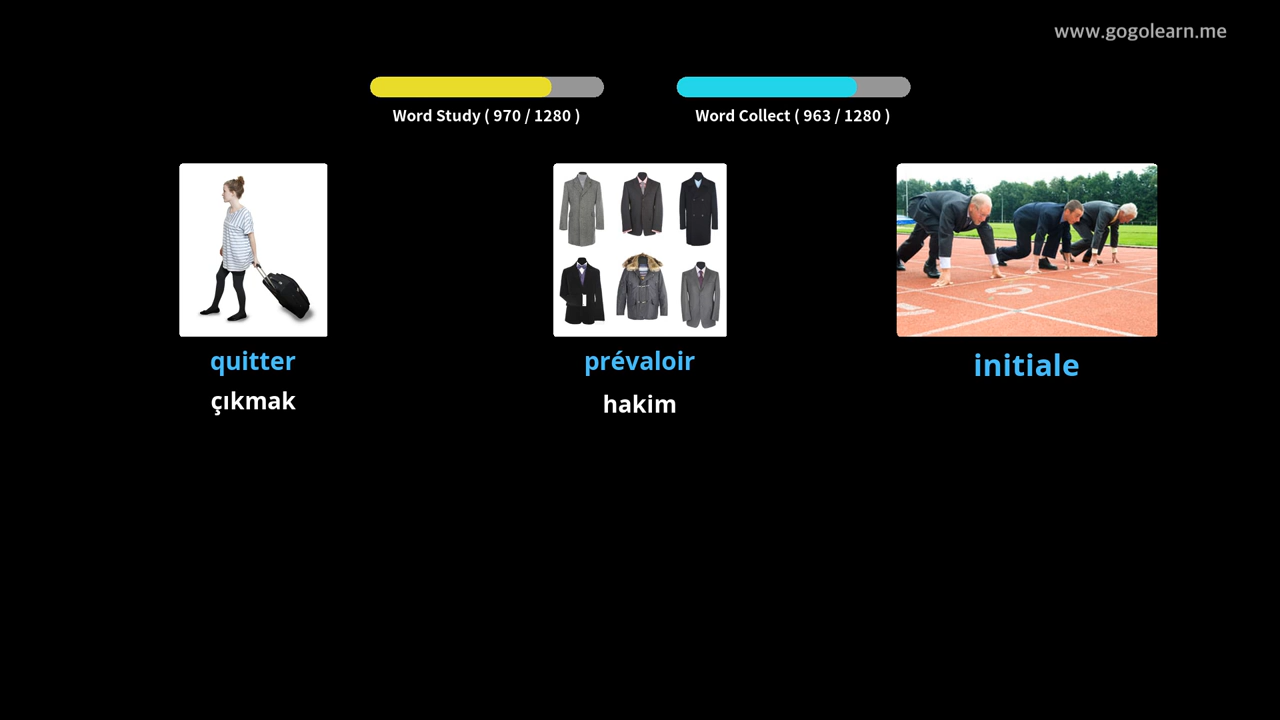 www.gogolearn.me
Word Study ( 970 / 1280 )
Word Collect ( 963 / 1280 )
quitter
çıkmak
prévaloir
hakim
initiale